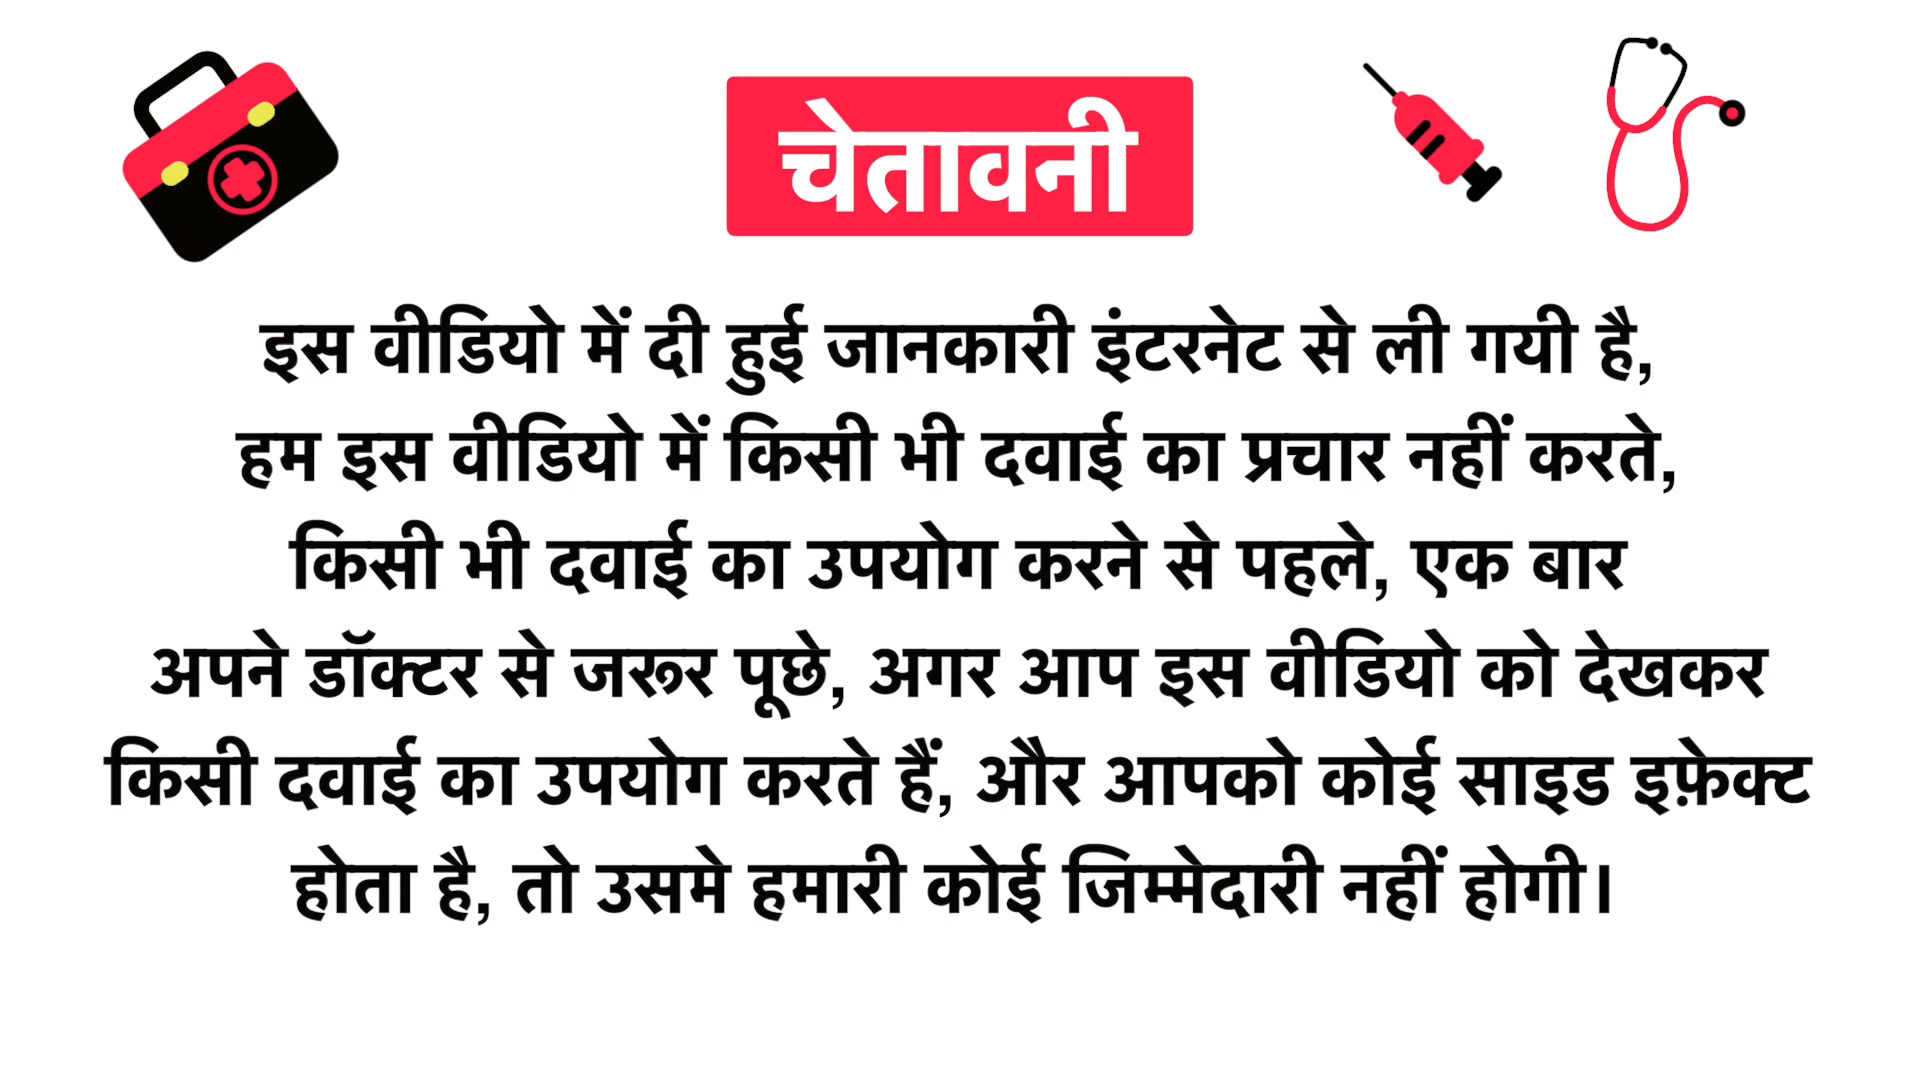 चेतावनी
इस वीडियो में दी हुई जानकारी इंटरनेट से ली गयी है,
हम इस वीडियो में किसी भी दवाई का प्रचार नहीं करते,
किसी भी दवाई का उपयोग करने से पहले, एक बार
अपने डॉक्टर से जरूर पूछे, अगर आप इस वीडियो को देखकर
किसी दवाई का उपयोग करते हैं, और आपको कोई साइड इफ़ेक्ट
होता है, तो उसमे हमारी कोई जिम्मेदारी नहीं होगी।